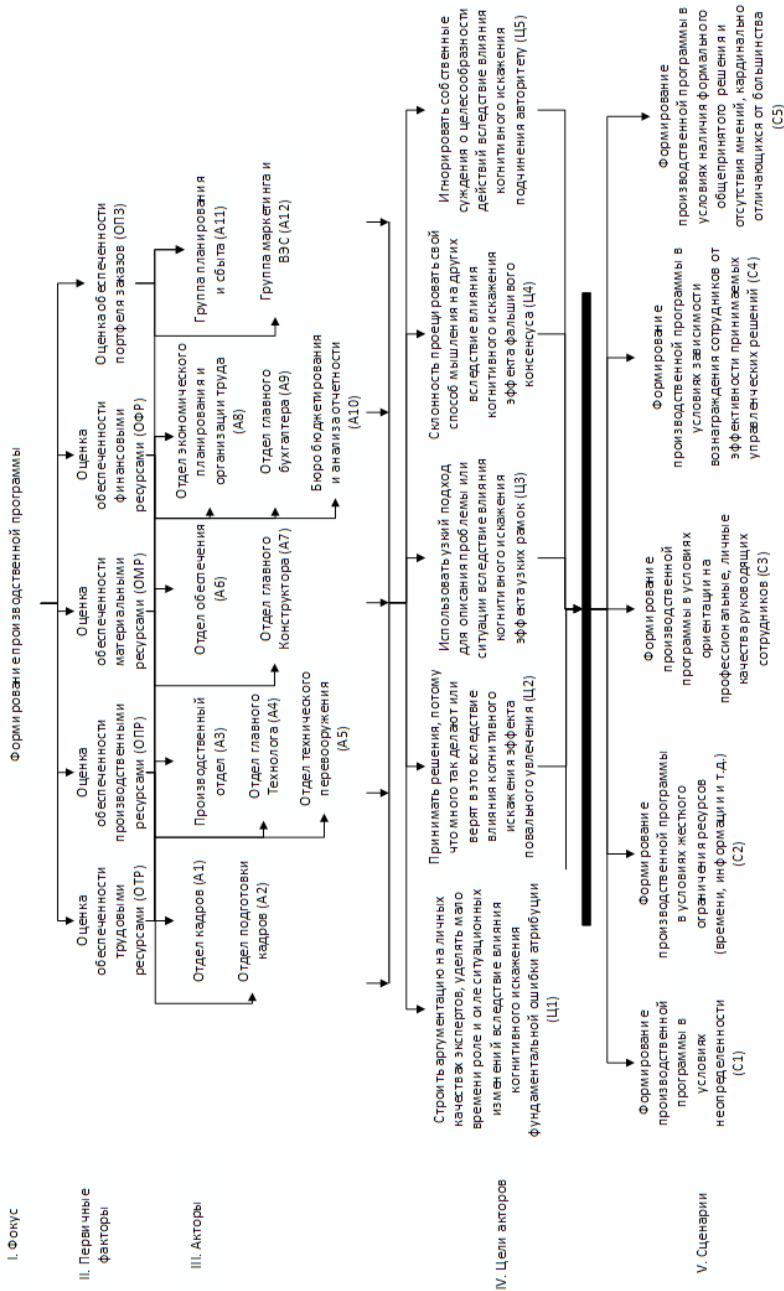 I. Фокус
Формирование производственной программы
II. Первичные
факторы
Оценка
обеспеченности
трудовыми
ресурсами (ОТР)
Оценка
обеспеченности
производственными
ресурсами (ОПР)
Оценка
обеспеченности
материальными
ресурсами (ОМР)
Оценка
обеспеченности
финансовыми
ресурсами (ОФР)
Оценка обеспеченности
портфеля заказов (ОПЗ)
III. Акторы
Отдел кадров (А1)
Отдел подготовки
кадров (А2)
Производственный
отдел (А3)
Отдел главного
Технолога (А4)
Отдел технического
перевооружения
(А5)
Отдел обеспечения
(А6)
Отдел главного
Конструктора (А7)
Отдел экономического
планирования и
организации труда
(А8)
Отдел главного
бухгалтера (А9)
Бюро бюджетирования
и анализа отчетности
(А10)
Группа планирования
и сбыта (А11)
Группа маркетинга и
ВЭС (А12)
IV. Цели акторов
Строить аргументацию на личных
качествах экспертов, уделять мало
времени роле и силе ситуационных
изменений вследствие влияния
когнитивного искажения
фундаментальной ошибки атрибуции
(Ц1)
Принимать решения, потому
что много так делают или
верят в это вследствие
влияния когнитивного
искажения эффекта
повального увлечения (Ц2)
Использовать узкий подход
для описания проблемы или
ситуации вследствие влияния
когнитивного искажения
эффекта узких рамок (Ц3)
Склонность проецировать свой
способ мышления на других
вследствие влияния
когнитивного искажения
эффекта фальшивого
консенсуса (Ц4)
Игнорировать собственные
суждения о целесообразности
действий вследствие влияния
когнитивного искажения
подчинения авторитету (Ц5)
V. Сценарии
Формирование
производственной
программы в
условиях
неопределенности
(С1)
Формирование
производственной программы
в условиях жесткого
ограничения ресурсов
(времени, информации и т.д.)
(С2)
Формирование
производственной
программы в условиях
ориентации на
профессиональные, личные
качества руководящих
сотрудников (С3)
Формирование
производственной программы в
условиях зависимости
вознаграждения сотрудников от
эффективности принимаемых
управленческих решений (С4)
Формирование
производственной программы в
условиях наличия формального
общепринятого решения и
отсутствия мнений, кардинально
отличающихся от большинства
(С5)